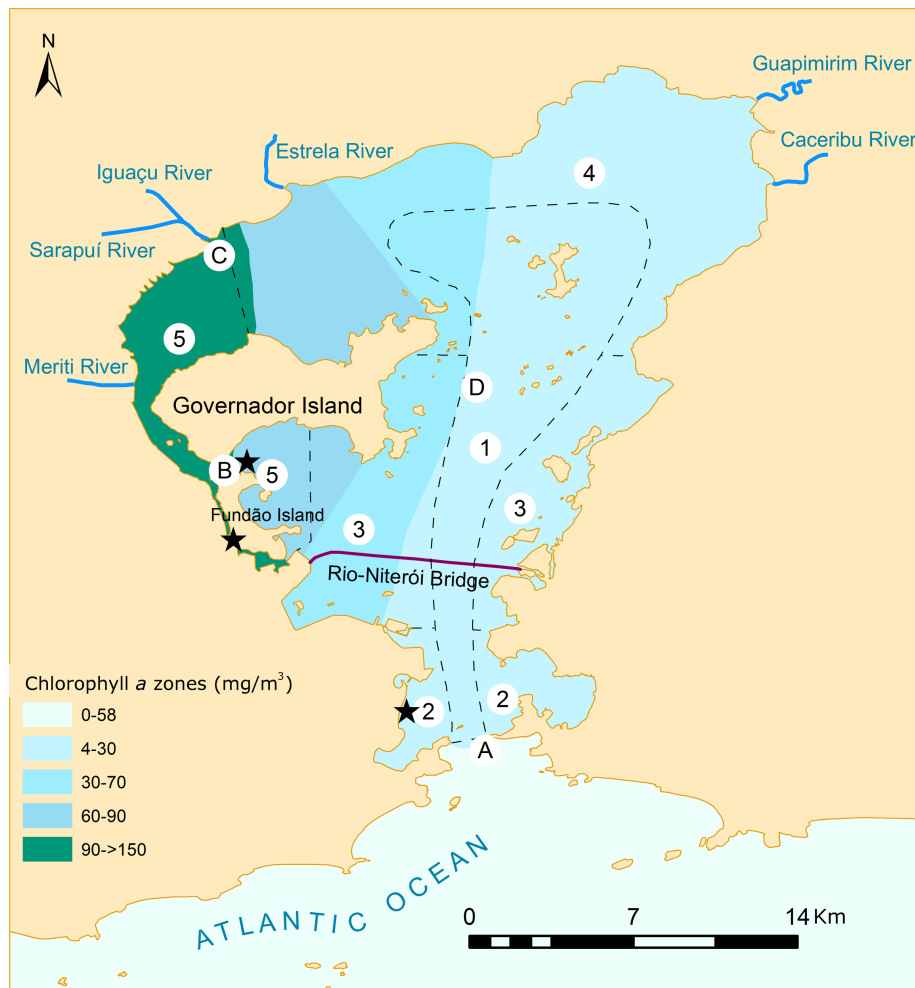 N
Guapimirim River
Caceribu River
Estrela River
Iguaçu River
Sarapuí River
4
C
5
Meriti River
D
Governador Island
1
B
5
3
Fundão Island
3
Rio-Niterói Bridge
2
2
A
Chlorophyll a zones (mg/m³)
0-58
4-30
30-70
60-90
90->150
ATLANTIC OCEAN
0 7 14 Km